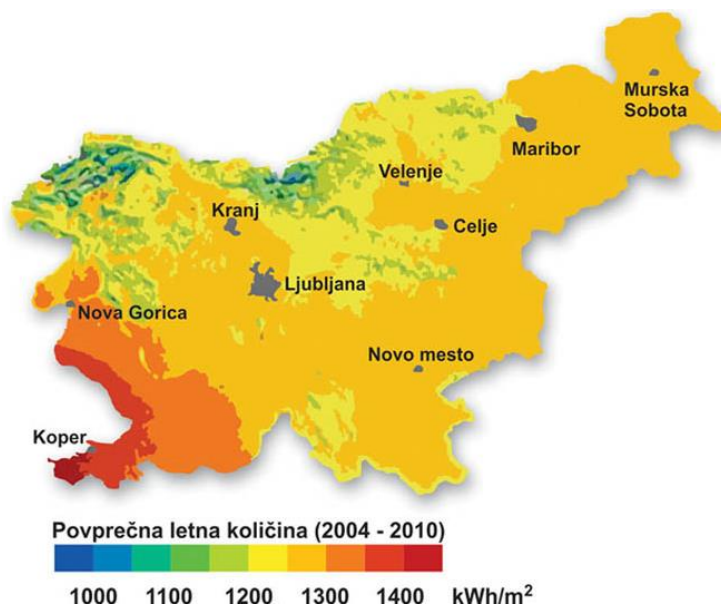 Murska
Sobota
Maribor
Velenje
Kranj
Celje
Ljubljana
Nova Gorica
Novo mesto
Koper
Povprečna letna količina (2004 - 2010)
1000 1100 1200 1300 1400 kWh/m²